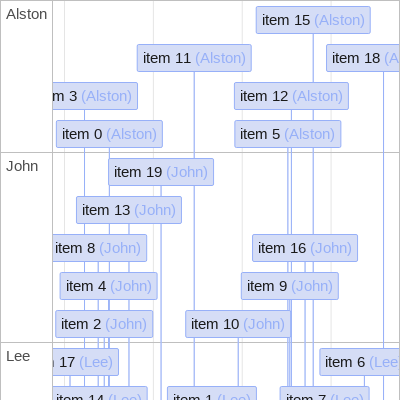 Alston
item 15 (Alston)
item 11 (Alston)
item 18 (A
m 3 (Alston)
item 12 (Alston)
item 0 (Alston)
item 5 (Alston)
John
item 19 (John)
item 13 (John)
item 8 (John)
item 16 (John)
item 4 (John)
item 9 (John)
item 2 (John)
item 10 (John)
Lee
17 (Lee)
item 6 (Lee
item 14 (Lee)
item 1 (Lee)
item 7 (Lee)